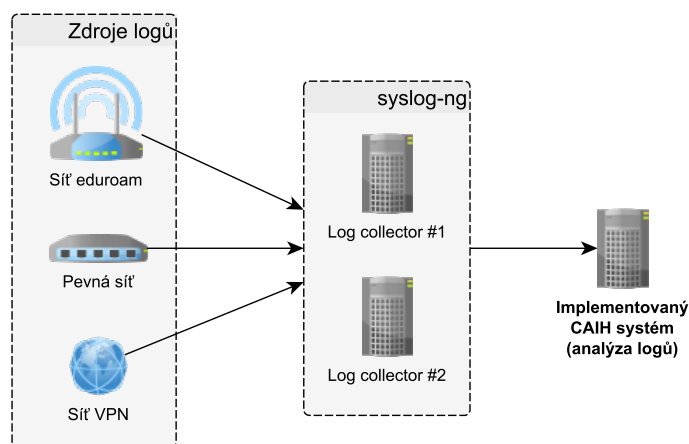 Zdroje logů
Síť eduroam
Pevná síť
Síť VPN
syslog-ng
Log collector #1
Log collector #2
Implementovaný
CAIH systém
(analýza logů)